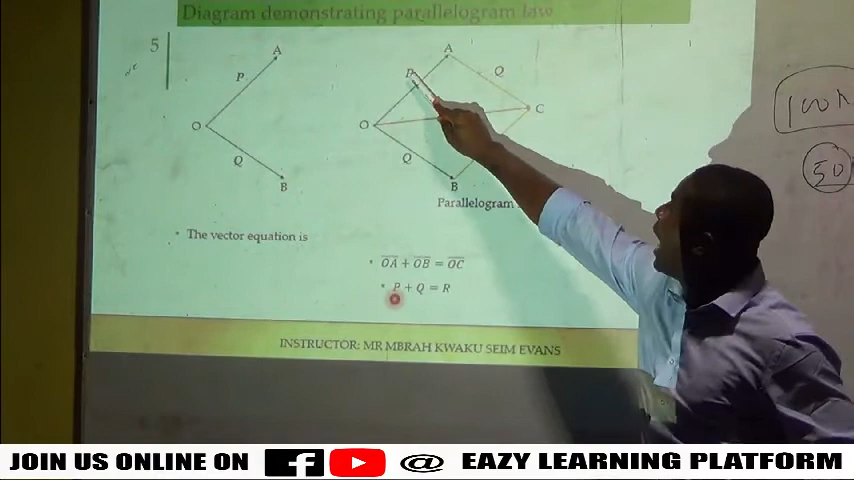 Diagram demonstrating parallelogram law
5
A
P
O
Q
B
A
P
Q
O
C
Q
B
Parallelogram
• The vector equation is
• OA + OB = OC
• P + Q = R
INSTRUCTOR: MR MBRAH KWAKU SEIM EVANS
50
JOIN US ONLINE ON @ EAZY LEARNING PLATFORM